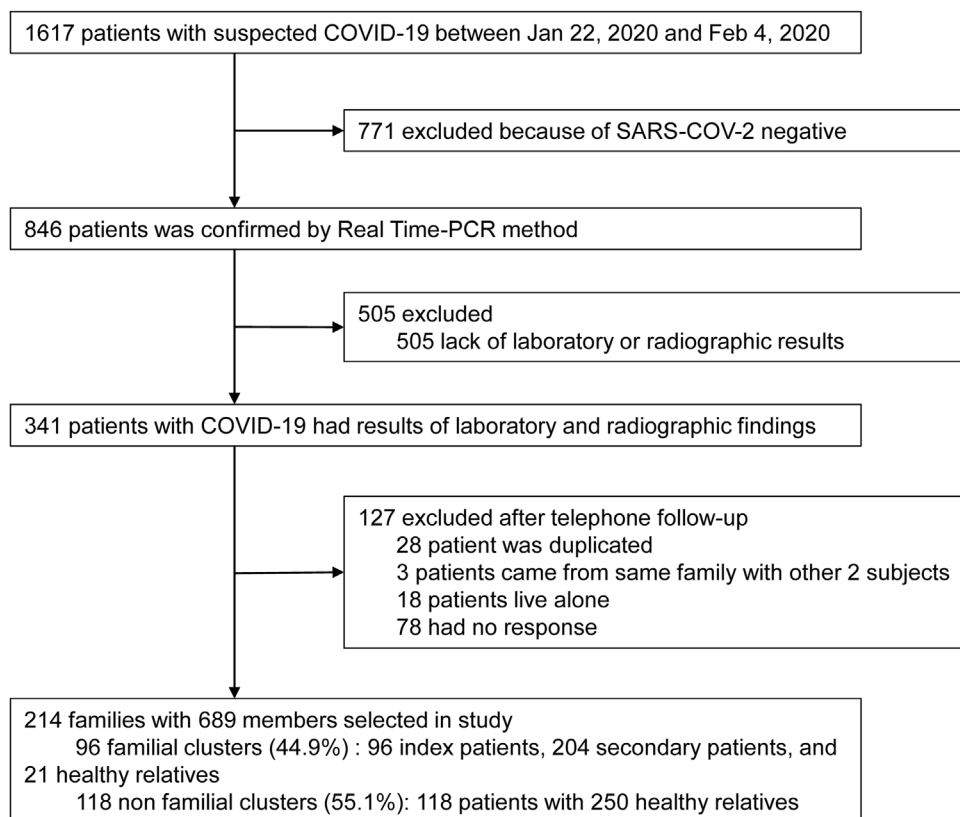 1617 patients with suspected COVID-19 between Jan 22, 2020 and Feb 4, 2020
771 excluded because of SARS-COV-2 negative
846 patients was confirmed by Real Time-PCR method
505 excluded
505 lack of laboratory or radiographic results
341 patients with COVID-19 had results of laboratory and radiographic findings
127 excluded after telephone follow-up
28 patient was duplicated
3 patients came from same family with other 2 subjects
18 patients live alone
78 had no response
214 families with 689 members selected in study
96 familial clusters (44.9%) : 96 index patients, 204 secondary patients, and
21 healthy relatives
118 non familial clusters (55.1%): 118 patients with 250 healthy relatives